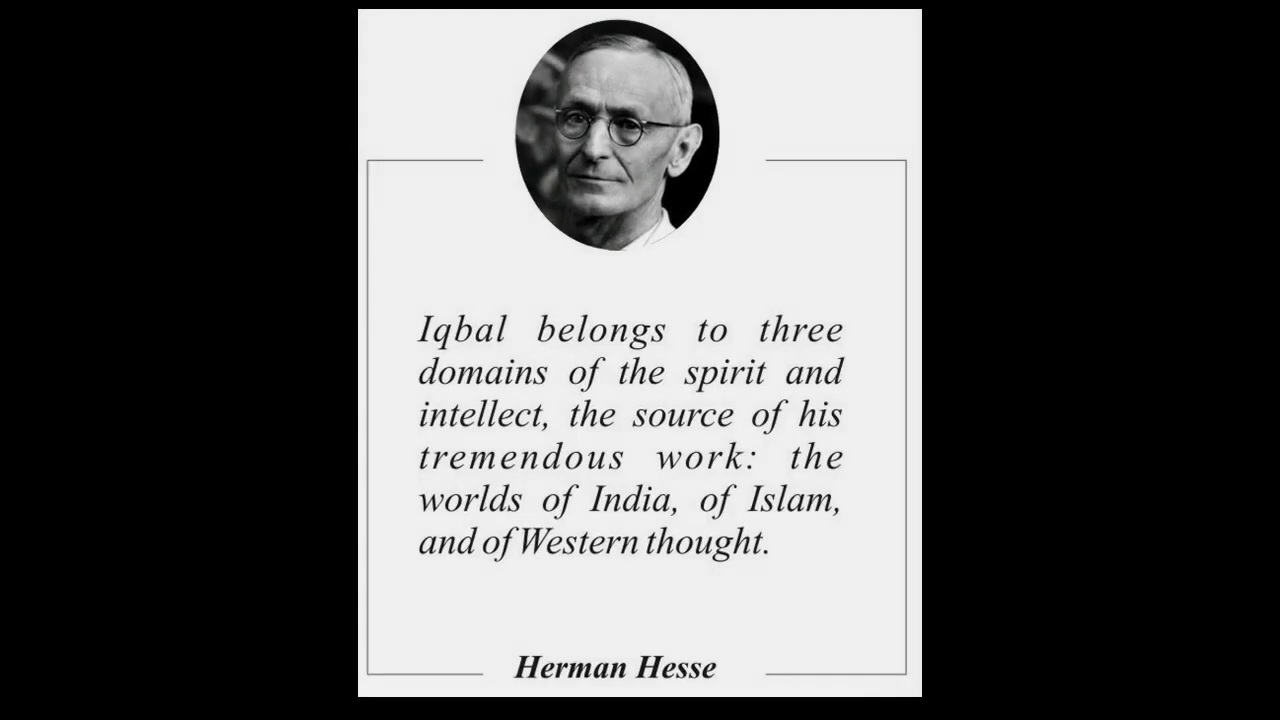 Iqbal belongs to three
domains of the spirit and
intellect, the source of his
tremendous work: the
worlds of India, of Islam,
and of Western thought.
Herman Hesse